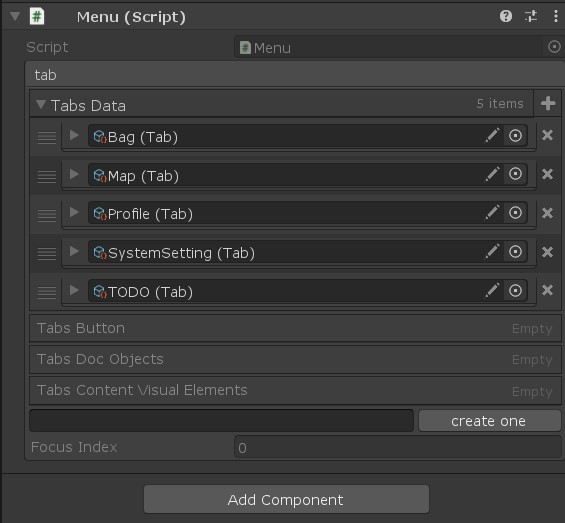 Menu (Script)
Script Menu
tab
Tabs Data 5 items
Bag (Tab)
Map (Tab)
Profile (Tab)
SystemSetting (Tab)
TODO (Tab)
Tabs Button Empty
Tabs Doc Objects Empty
Tabs Content Visual Elements Empty
create one
Focus Index 0
Add Component